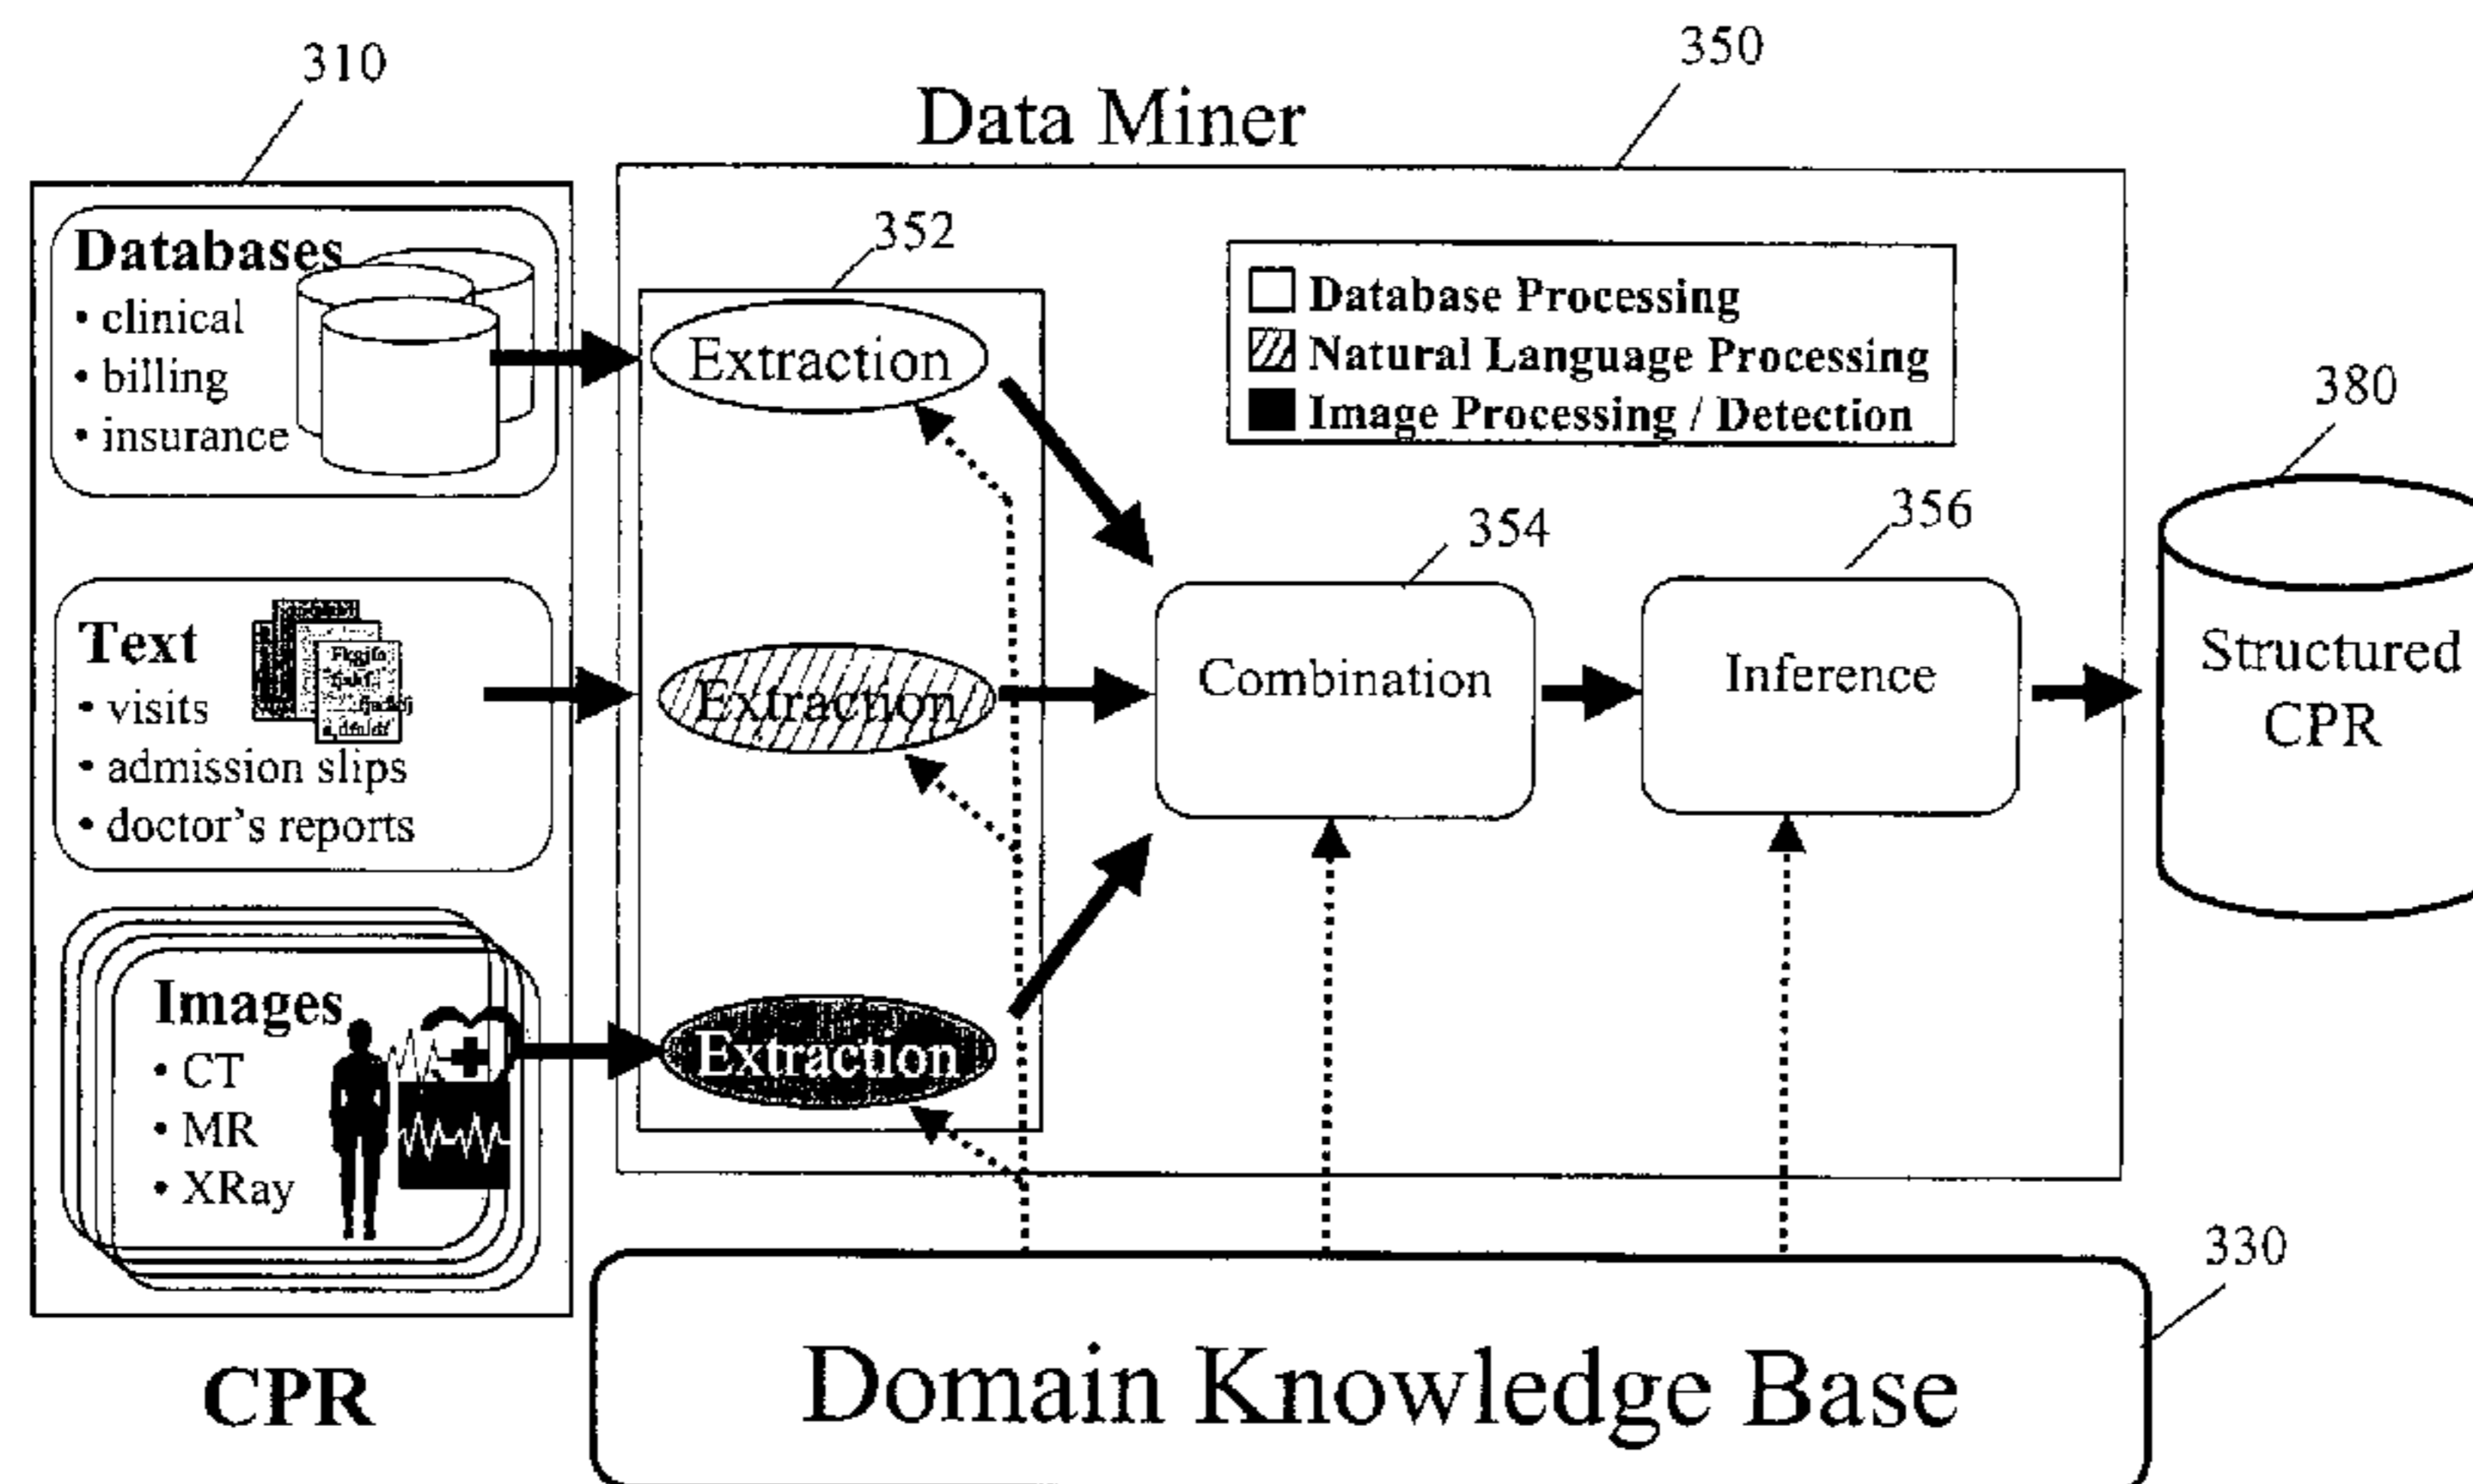 310
350
Data Miner
Databases
• clinical
• billing
• insurance
352
Extraction
Database Processing
Natural Language Processing
Image Processing / Detection
380
Text
• visits
• admission slips
• doctor's reports
Extraction
354
Combination
356
Inference
Structured
CPR
Images
• CT
• MR
• XRay
Extraction
330
CPR
Domain Knowledge Base